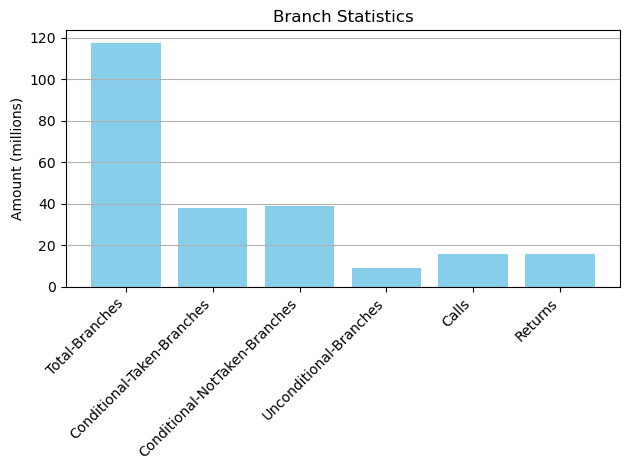 Branch Statistics
Amount (millions)
120
100
80
60
40
20
0
Total-Branches
Conditional-Taken-Branches
Conditional-NotTaken-Branches
Unconditional-Branches
Calls
Returns